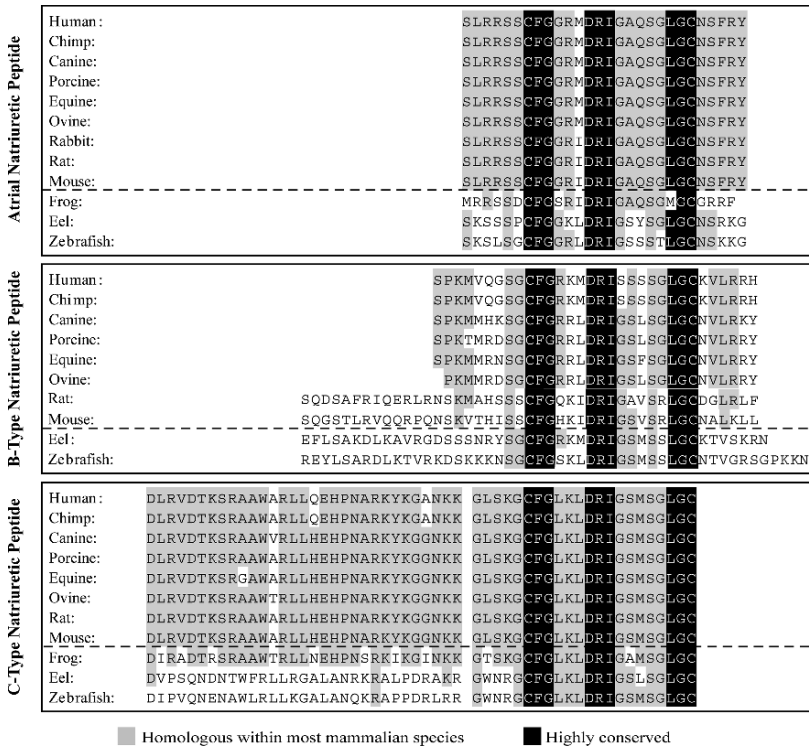 Atrial Natriuretic Peptide
Human: SLRRSSCFGGRMDRIGAQSGLGCNSFRY
Chimp: SLRRSSCFGGRMDRIGAQSGLGCNSFRY
Canine: SLRRSSCFGGRMDRIGAQSGLGCNSFRY
Porcine: SLRRSSCFGGRMDRIGAQSGLGCNSFRY
Equine: SLRRSSCFGGRMDRIGAQSGLGCNSFRY
Ovine: SLRRSSCFGGRMDRIGAQSGLGCNSFRY
Rabbit: SLRRSSCFGGRIDRIGAQSGLGCNSFRY
Rat: SLRRSSCFGGRIDRIGAQSGLGCNSFRY
Mouse: SLRRSSCFGGRIDRIGAQSGLGCNSFRY
Frog: MRRSSDCFGSRIDRIGAQSGMGCGRRF
Eel: SKSSSPCFGGKLDRIGSYSGLGCNSRKG
Zebrafish: SKSLSGCFGGRLDRIGSSSTLGCNSKKG
B-Type Natriuretic Peptide
Human: SPKMVQGSGCFGRKMDRISSSSGLGCKVLRRH
Chimp: SPKMVQGSGCFGRKMDRISSSSGLGCKVLRRH
Canine: SPKMMHKSGCFGRRLDRIGSLSGLGCNVLRKY
Porcine: SPKTMRDSGCFGRRLDRIGSLSGLGCNVLRRY
Equine: SPKMMRNSGCFGRRLDRIGSFSGLGCNVLRRY
Ovine: PKMMRDSGCFGRRLDRIGSLSGLGCNVLRRY
Rat: SQDSAFRIQERLRNSKMAHSSSCFGQKIDRIGAVSRLGCDGLRLF
Mouse: SQGSTLRVQQRPQNSKVTHISSCFGHKIDRIGSVSRLGCNALKLL
Eel: EFLSAKDLKAVRGDSSSNRYSGCFGRKMDRIGSMSSLGCKTVSKRN
Zebrafish: REYLSARDLKTVRKDSKKKNSGCFGSKLDRIGSMSSLGCNTVGRSGPKKN
C-Type Natriuretic Peptide
Human: DLRVDTKSRAAWARLLQEHPNARKYKGANKK GLSKGCFGLKLDRIGSMSGLGC
Chimp: DLRVDTKSRAAWARLLQEHPNARKYKGANKK GLSKGCFGLKLDRIGSMSGLGC
Canine: DLRVDTKSRAAWVRLLHEHPNARKYKGGNKK GLSKGCFGLKLDRIGSMSGLGC
Porcine: DLRVDTKSRAAWARLLHEHPNARKYKGGNKK GLSKGCFGLKLDRIGSMSGLGC
Equine: DLRVDTKSRGAWARLLHEHPNARKYKGGNKK GLSKGCFGLKLDRIGSMSGLGC
Ovine: DLRVDTKSRAAWTRLLHEHPNARKYKGGNKK GLSKGCFGLKLDRIGSMSGLGC
Rat: DLRVDTKSRAAWARLLHEHPNARKYKGGNKK GLSKGCFGLKLDRIGSMSGLGC
Mouse: DLRVDTKSRAAWARLLHEHPNARKYKGGNKK GLSKGCFGLKLDRIGSMSGLGC
Frog: DIRADTRSRAAWTRLLNEHPNSRKIKGINKK GTSKGCFGLKLDRIGAMSGLGC
Eel: DVPSQNDNTWFRLLRGALANRKRALPDRAKR GWNRGCFGLKLDRIGSLSGLGC
Zebrafish: DIPVQNENAWLRLLKGALANQKRAPPDRLRR GWNRGCFGLKLDRIGSMSGLGC
Homologous within most mammalian species
Highly conserved